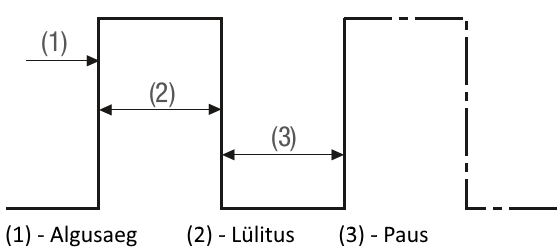 (1)
(2)
(3)
(1) - Algusaeg (2) - Lülitus (3) - Paus